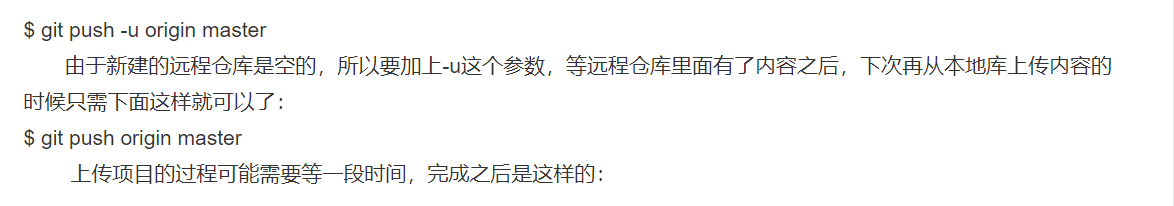 $ git push -u origin master
由于新建的远程仓库是空的，所以要加上-u这个参数，等远程仓库里面有了内容之后，下次再从本地库上传内容的
时候只需下面这样就可以了：
$ git push origin master
上传项目的过程可能需要等一段时间，完成之后是这样的：